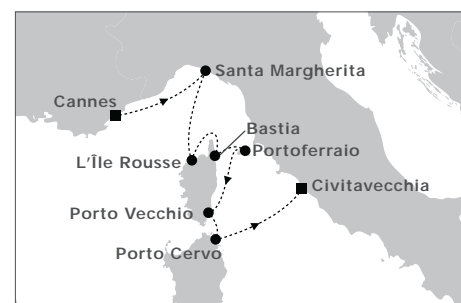 Santa Margherita
Cannes
Bastia
Portoferraio
L'Île Rousse
Civitavecchia
Porto Vecchio
Porto Cervo